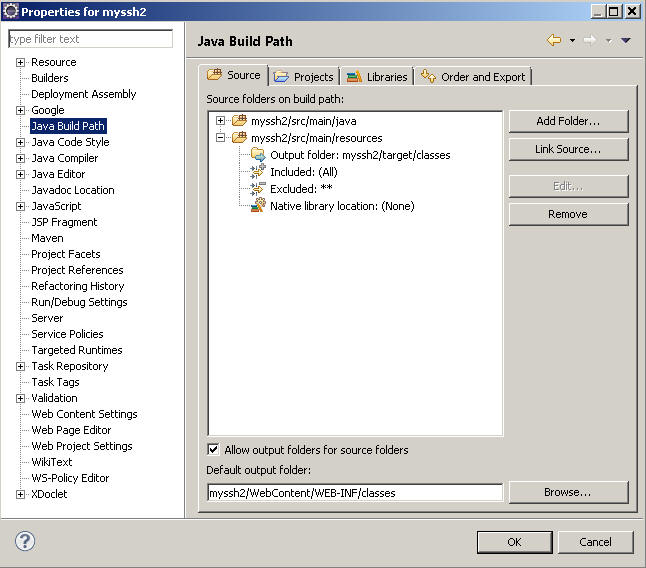 Properties for myssh2
type filter text
Resource
Builders
Deployment Assembly
Google
Java Build Path
Java Code Style
Java Compiler
Java Editor
Javadoc Location
JavaScript
JSP Fragment
Maven
Project Facets
Project References
Refactoring History
Run/Debug Settings
Server
Service Policies
Targeted Runtimes
Task Repository
Task Tags
Validation
Web Content Settings
Web Page Editor
Web Project Settings
WikiText
WS-Policy Editor
XDoclet
Java Build Path
Source Projects Libraries Order and Export
Source folders on build path:
myssh2/src/main/java
myssh2/src/main/resources
Output folder: myssh2/target/classes
Included: (All)
Excluded: **
Native library location: (None)
Add Folder...
Link Source...
Edit...
Remove
Allow output folders for source folders
Default output folder:
myssh2/WebContent/WEB-INF/classes
Browse...
OK Cancel